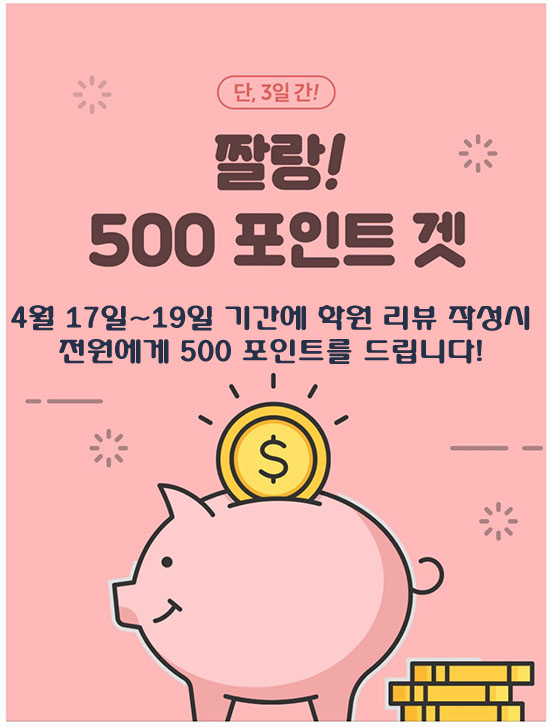 단, 3일간!
짤랑!
500 포인트 겟
4월 17일~19일 기간에 학원 리뷰 작성시
전원에게 500 포인트를 드립니다!
$